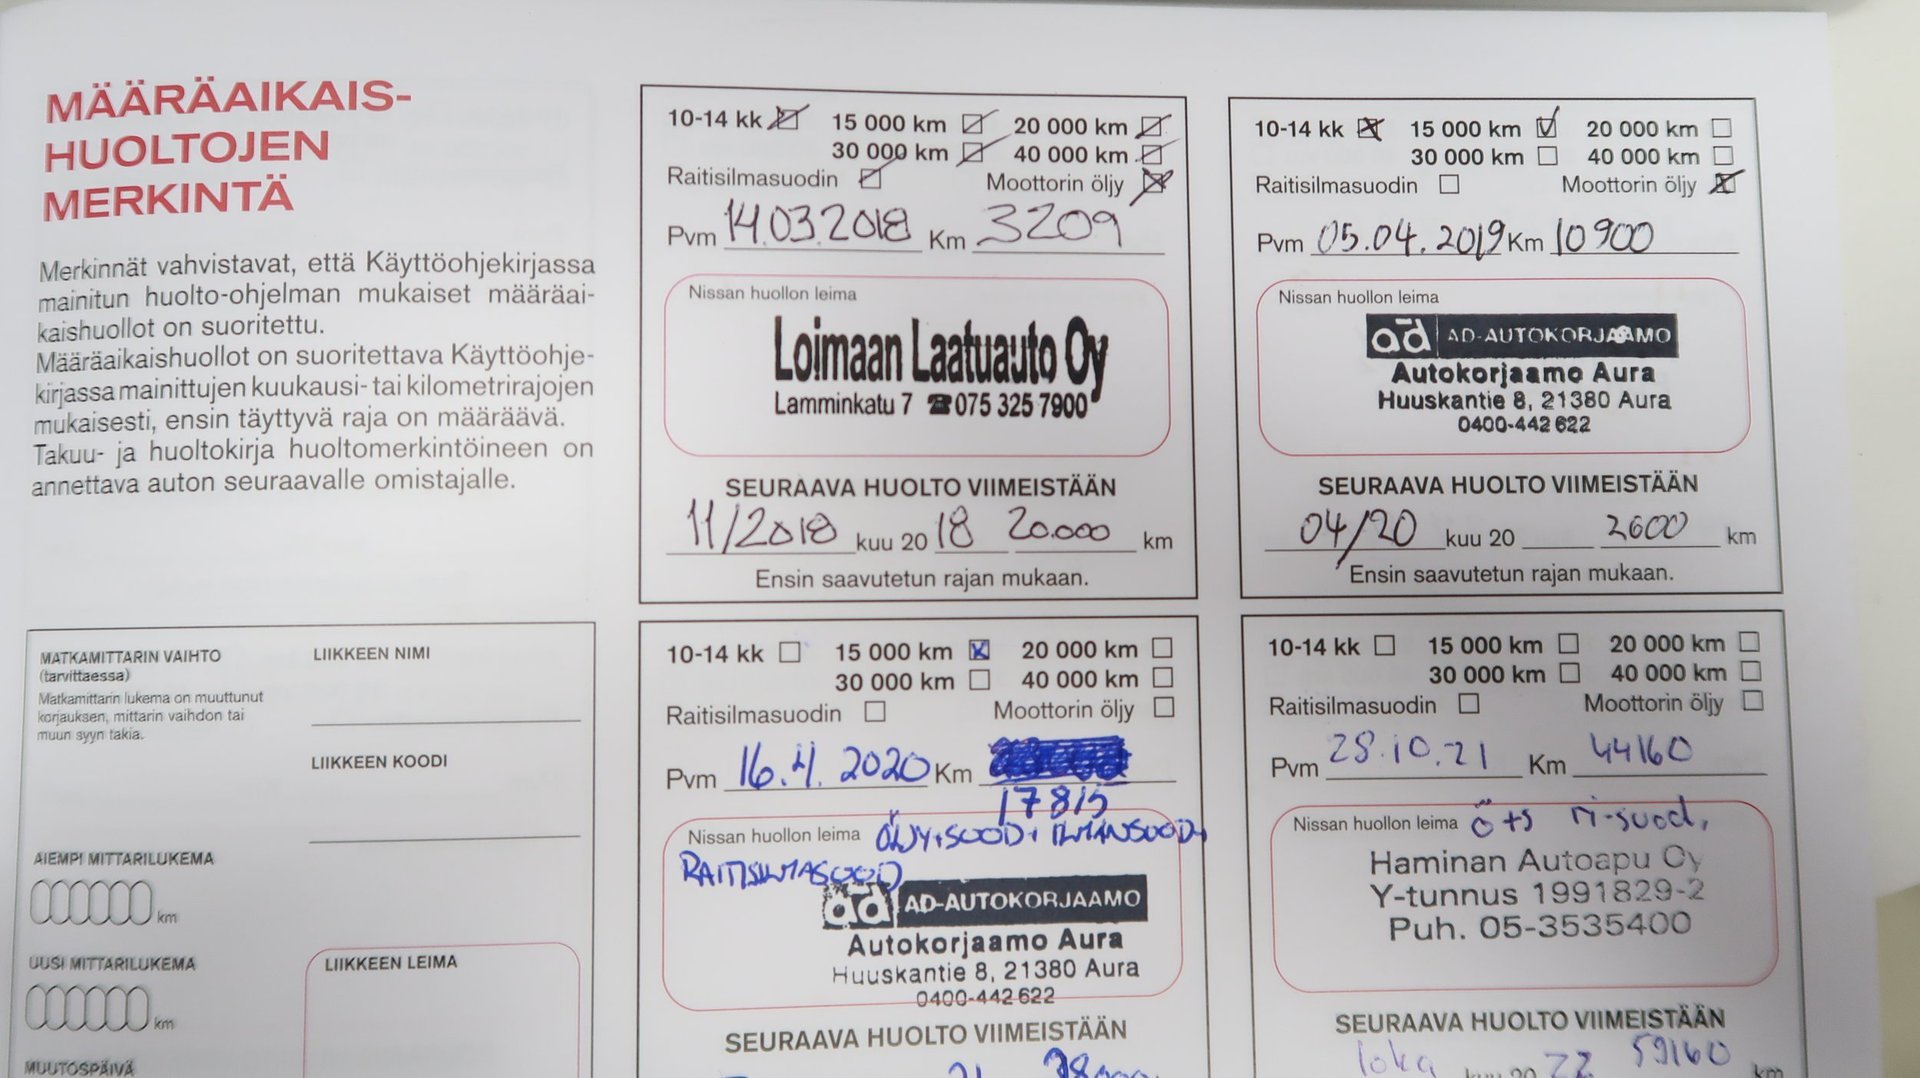 MÄÄRÄAIKAIS-
HUOLTOJEN
MERKINTÄ
Merkinnät vahvistavat, että Käyttöohjekirjassa
mainitun huolto-ohjelman mukaiset määräai-
kaishuollot on suoritettu.
Määräaikaishuollot on suoritettava Käyttöohje-
kirjassa mainittujen kuukausi- tai kilometrirajojen
mukaisesti, ensin täyttyvä raja on määräävä.
Takuu- ja huoltokirja huoltomerkintöineen on
annettava auton seuraavalle omistajalle.
10-14 kk 15 000 km 20 000 km
30 000 km 40 000 km
Raitisilmasuodin Moottorin öljy
Pvm 14.03.2018 Km 3209
Nissan huollon leima
Loimaan Laatuauto Oy
Lamminkatu 7 ☎ 075 325 7900
SEURAAVA HUOLTO VIIMEISTÄÄN
11/2018 kuu 20 18 20.000 km
Ensin saavutetun rajan mukaan.
10-14 kk 15 000 km 20 000 km
30 000 km 40 000 km
Raitisilmasuodin Moottorin öljy
Pvm 05.04.2019 Km 10900
Nissan huollon leima
ad AD-AUTOKORJAAMO
Autokorjaamo Aura
Huuskantie 8, 21380 Aura
0400-442 622
SEURAAVA HUOLTO VIIMEISTÄÄN
04/20 kuu 20 2600 km
Ensin saavutetun rajan mukaan.
MATKAMITTARIN VAIHTO
(tarvittaessa)
Matkamittarin lukema on muuttunut
korjauksen, mittarin vaihdon tai
muun syyn takia.
LIIKKEEN NIMI
LIIKKEEN KOODI
AIEMPI MITTARILUKEMA
km
UUSI MITTARILUKEMA
km
LIIKKEEN LEIMA
MUUTOSPÄIVÄ
10-14 kk 15 000 km 20 000 km
30 000 km 40 000 km
Raitisilmasuodin Moottorin öljy
Pvm 16.4.2020 Km
17815
Nissan huollon leima ÖLJY+SUOD+ILMANSUOD+
RAITISILMASUOD
ad AD-AUTOKORJAAMO
Autokorjaamo Aura
Huuskantie 8, 21380 Aura
0400-442 622
SEURAAVA HUOLTO VIIMEISTÄÄN
10-14 kk 15 000 km 20 000 km
30 000 km 40 000 km
Raitisilmasuodin Moottorin öljy
Pvm 28.10.21 Km 44160
Nissan huollon leima ö+s ri-suod,
Haminan Autoapu Oy
Y-tunnus 1991829-2
Puh. 05-3535400
SEURAAVA HUOLTO VIIMEISTÄÄN
loka kuu 20 22 59160 km